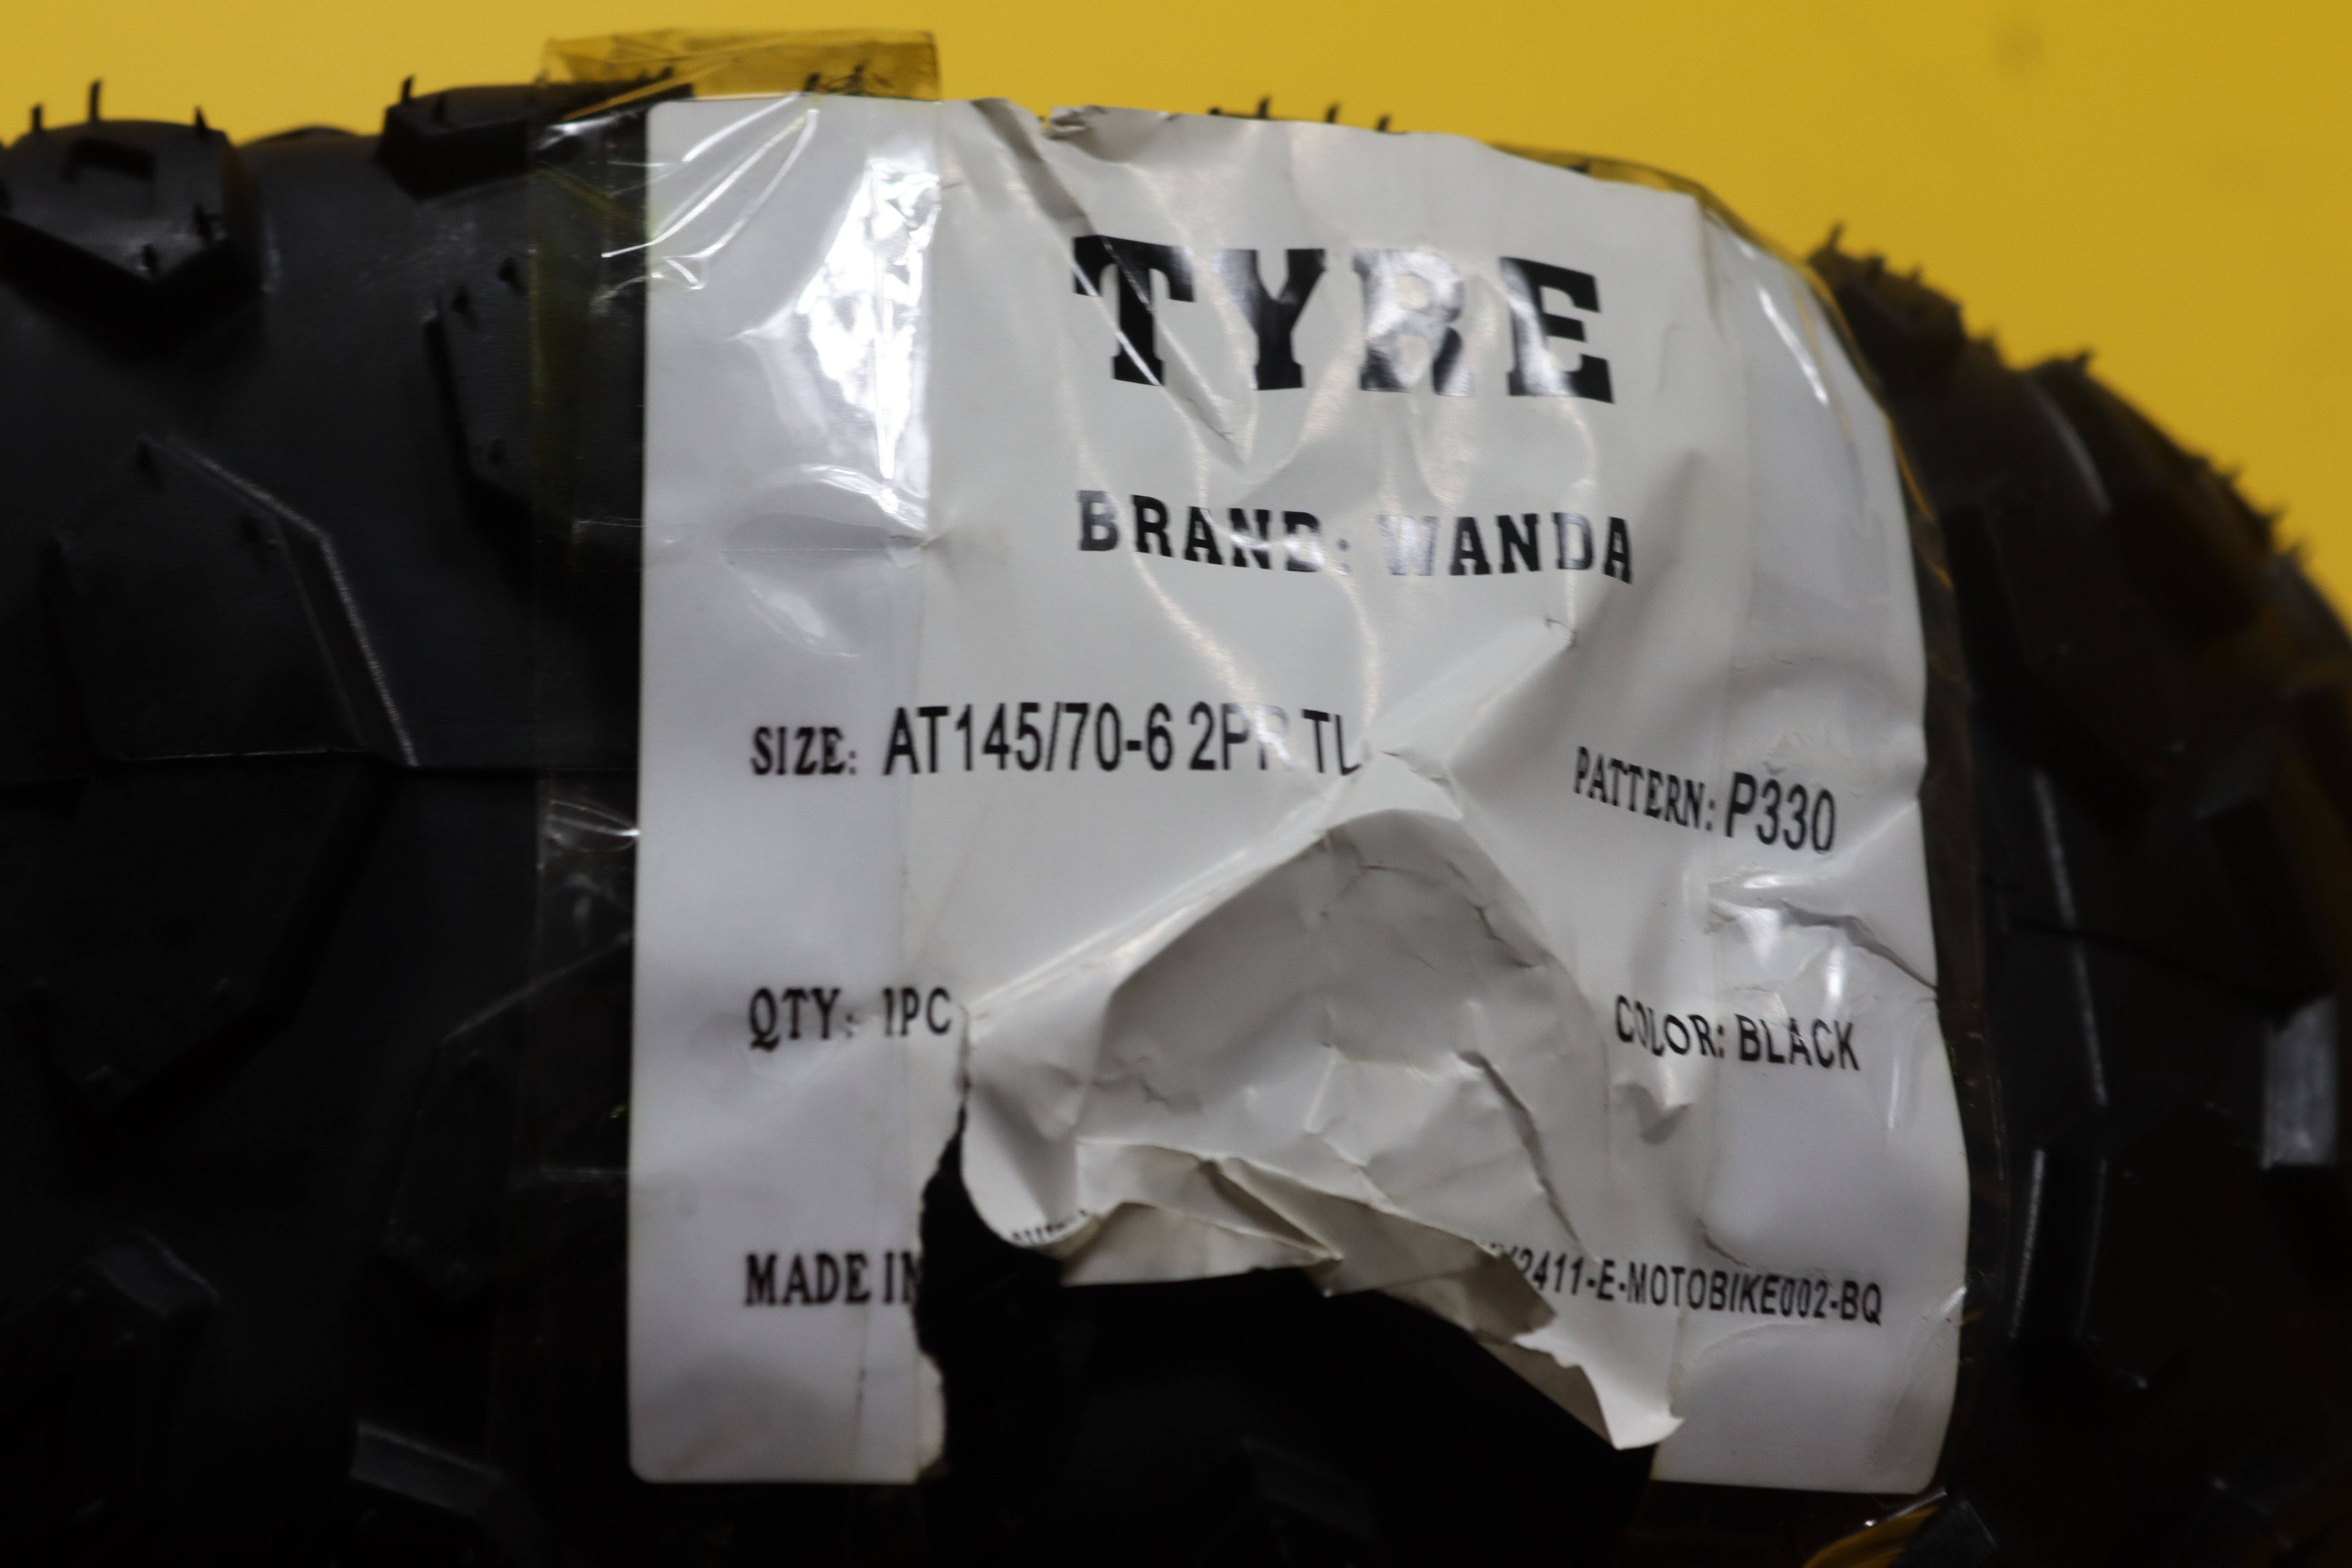 TYRE
BRAND: WANDA
SIZE: AT145/70-6 2PR TL
PATTERN: P330
QTY: 1PC
COLOR: BLACK
MADE IN
2411-E-MOTOBIKE002-BQ